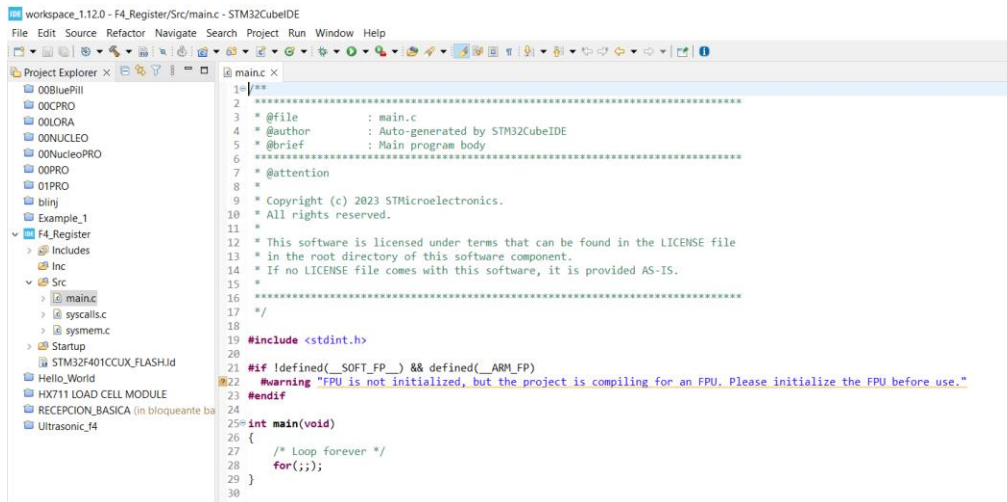 IDE workspace_1.12.0 - F4_Register/Src/main.c - STM32CubeIDE
File Edit Source Refactor Navigate Search Project Run Window Help
Project Explorer
00BluePill
00CPRO
00LORA
00NUCLEO
00NucleoPRO
00PRO
01PRO
blinj
Example_1
IDE F4_Register
Includes
Inc
Src
main.c
syscalls.c
sysmem.c
Startup
STM32F401CCUX_FLASH.ld
Hello_World
HX711 LOAD CELL MODULE
RECEPCION_BASICA (in bloqueante ba
Ultrasonic_f4
main.c
1 /**
2 ******************************************************************************
3 * @file : main.c
4 * @author : Auto-generated by STM32CubeIDE
5 * @brief : Main program body
6 ******************************************************************************
7 * @attention
8 *
9 * Copyright (c) 2023 STMicroelectronics.
10 * All rights reserved.
11 *
12 * This software is licensed under terms that can be found in the LICENSE file
13 * in the root directory of this software component.
14 * If no LICENSE file comes with this software, it is provided AS-IS.
15 *
16 ******************************************************************************
17 */
18
19 #include <stdint.h>
20
21 #if !defined(__SOFT_FP__) && defined(__ARM_FP)
22 #warning "FPU is not initialized, but the project is compiling for an FPU. Please initialize the FPU before use."
23 #endif
24
25 int main(void)
26 {
27 /* Loop forever */
28 for(;;);
29 }
30